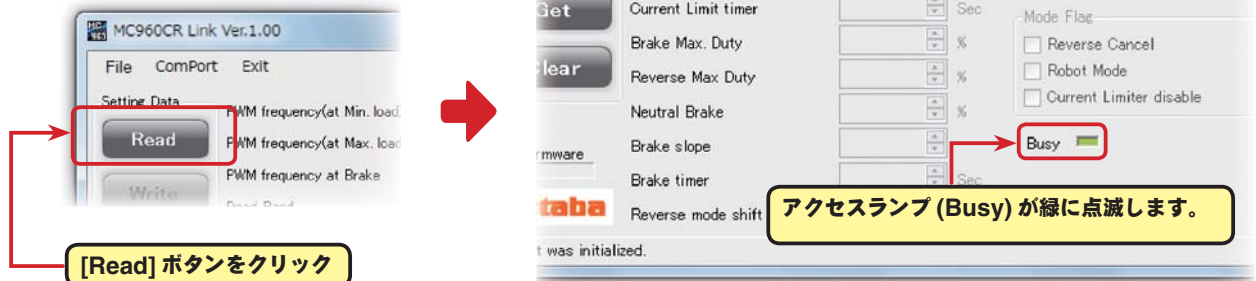 MC960CR Link Ver.1.00
File ComPort Exit
Setting Data
PWM frequency(at Min. load)
Read
PWM frequency(at Max. load
PWM frequency at Brake
Write
Dead Band
[Read] ボタンをクリック
Get
Current Limit timer
Sec
Mode Flag
Brake Max. Duty
%
Reverse Cancel
Clear
Reverse Max Duty
%
Robot Mode
Current Limiter disable
Neutral Brake
%
Brake slope
Busy
rmware
Brake timer
Sec
taba
Reverse mode shift
アクセスランプ (Busy) が緑に点滅します。
t was initialized.